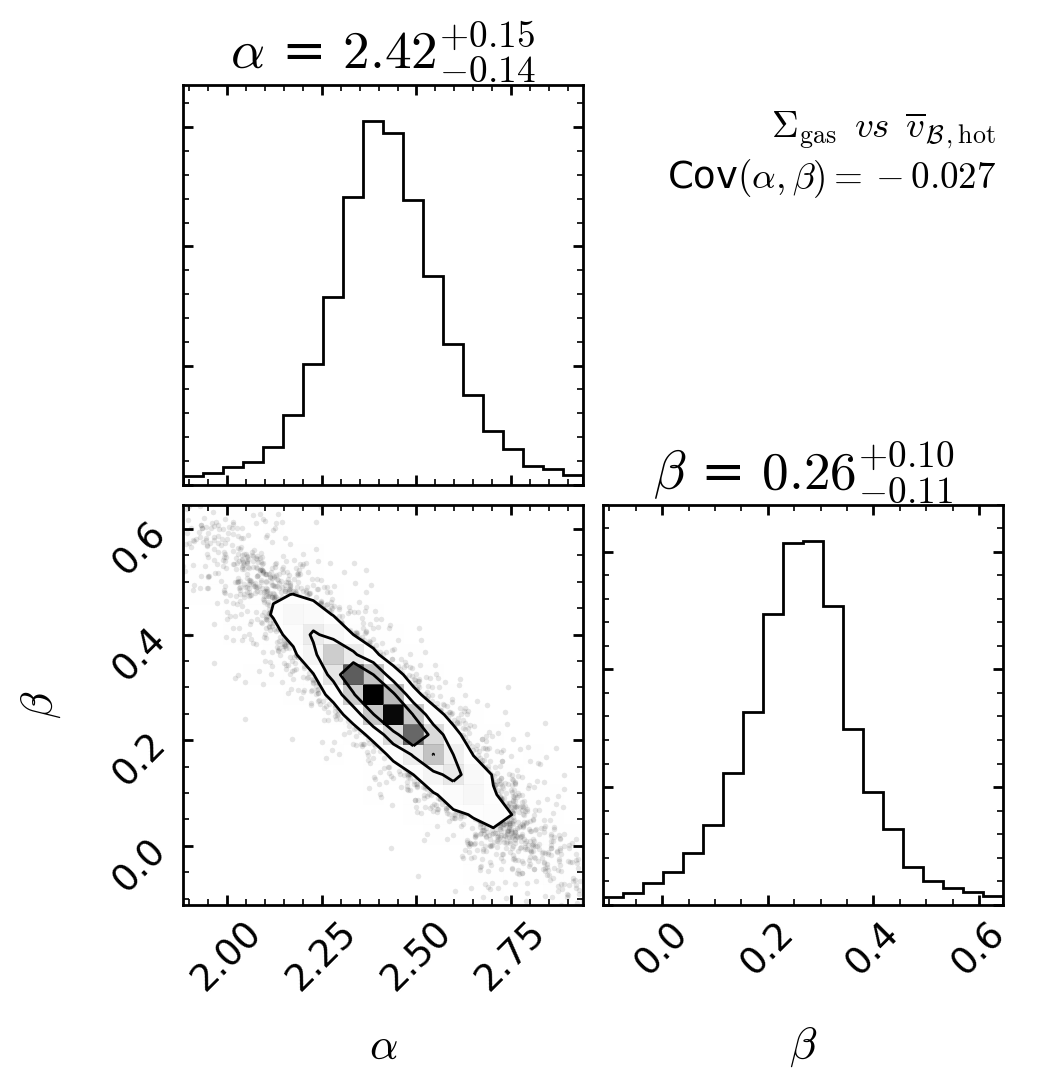 α = 2.42 +0.15 −0.14
Σgas vs v̅ℬ, hot
Cov(α, β) = − 0.027
β = 0.26 +0.10 −0.11
0.6
0.4
0.2
0.0
β
2.00 2.25 2.50 2.75
α
0.0 0.2 0.4 0.6
β